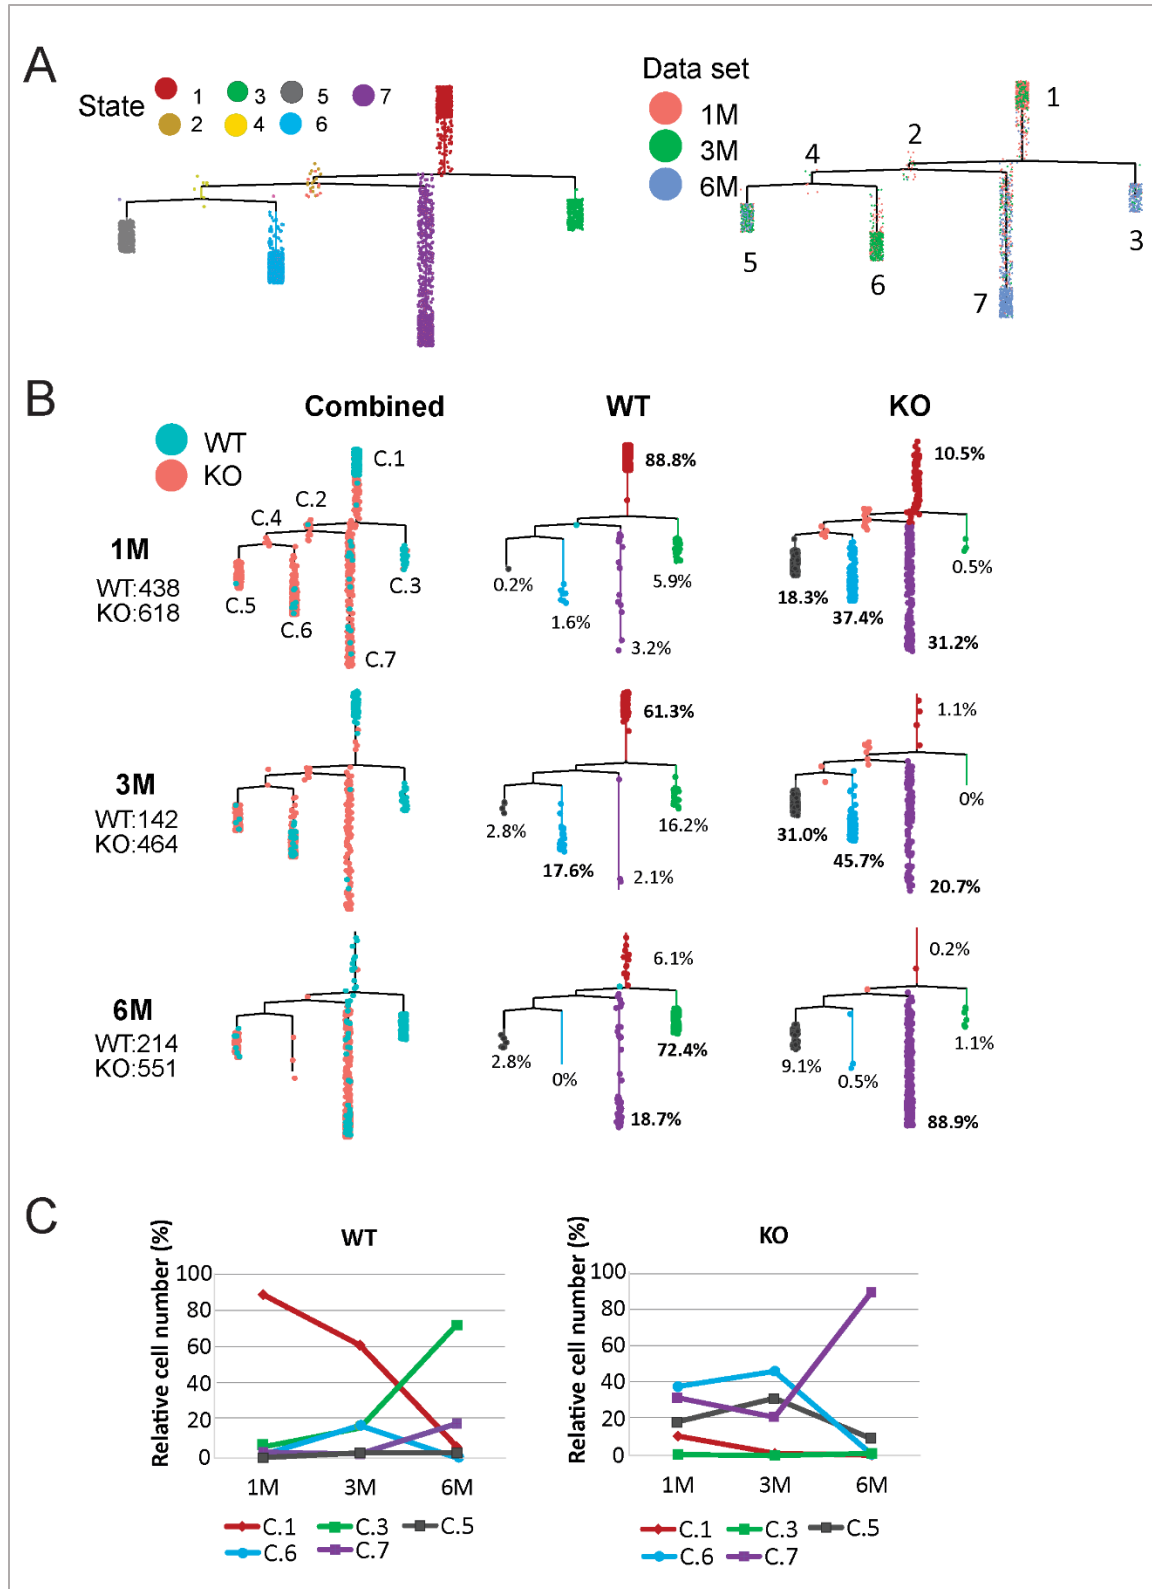 A
State
1 3 5 7
2 4 6
Data set
1M
3M
6M
1
2
4
3
5
6
7
B
Combined WT KO
WT
KO
C.1
C.2
C.4
C.3
C.5
C.6
C.7
1M
WT:438
KO:618
88.8%
0.2%
5.9%
1.6%
3.2%
10.5%
0.5%
18.3%
37.4%
31.2%
3M
WT:142
KO:464
61.3%
2.8%
16.2%
17.6%
2.1%
1.1%
0%
31.0%
45.7%
20.7%
6M
WT:214
KO:551
6.1%
2.8%
0%
72.4%
18.7%
0.2%
9.1%
0.5%
1.1%
88.9%
C
WT
Relative cell number (%)
100
80
60
40
20
0
1M 3M 6M
C.1 C.3 C.5
C.6 C.7
KO
Relative cell number (%)
100
80
60
40
20
0
1M 3M 6M
C.1 C.3 C.5
C.6 C.7